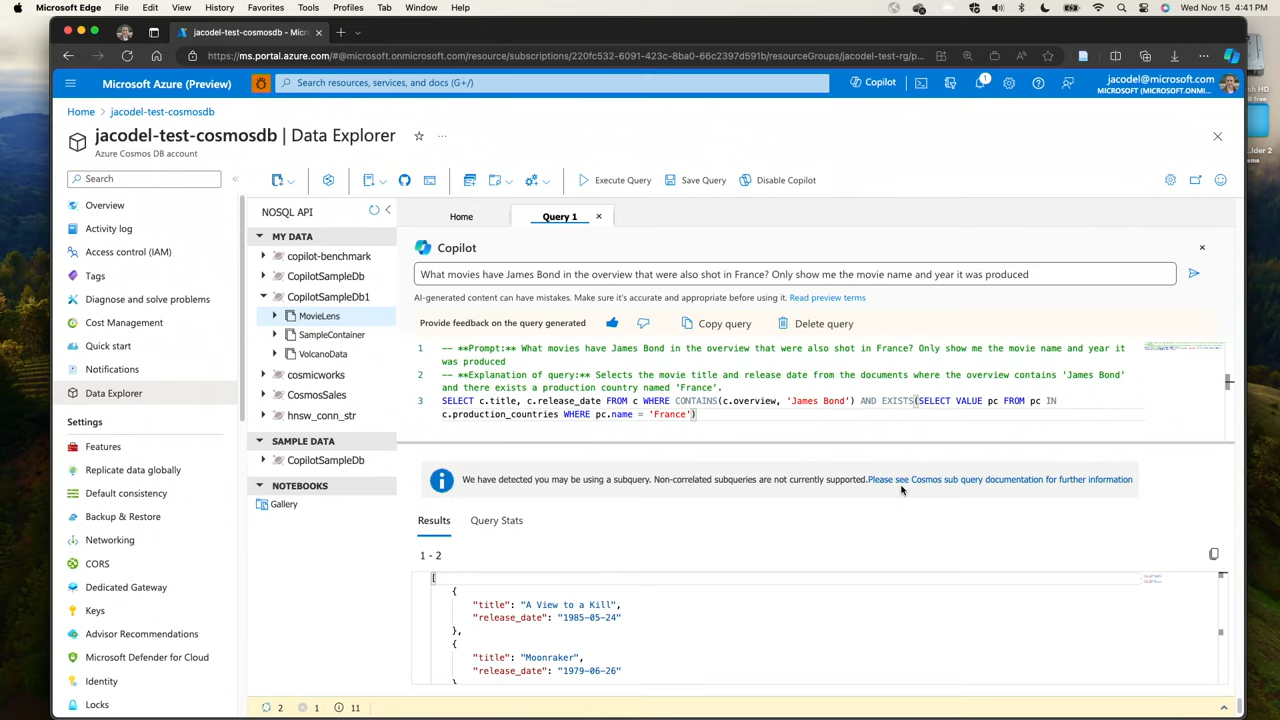 Microsoft Edge File Edit View History Favorites Tools Profiles Tab Window Help Wed Nov 15 4:41 PM
jacodel-test-cosmosdb - Micro
https://ms.portal.azure.com/#@microsoft.onmicrosoft.com/resource/subscriptions/220fc532-6091-423c-8ba0-66c2397d591b/resourceGroups/jacodel-test-rg/p...
Microsoft Azure (Preview)
Search resources, services, and docs (G+/)
Copilot
1
jacodel@microsoft.com
MICROSOFT (MICROSOFT.ONMI...
Home
jacodel-test-cosmosdb
jacodel-test-cosmosdb | Data Explorer
Azure Cosmos DB account
Search
Overview
Activity log
Access control (IAM)
Tags
Diagnose and solve problems
Cost Management
Quick start
Notifications
Data Explorer
Settings
Features
Replicate data globally
Default consistency
Backup & Restore
Networking
CORS
Dedicated Gateway
Keys
Advisor Recommendations
Microsoft Defender for Cloud
Identity
Locks
Execute Query
Save Query
Disable Copilot
NOSQL API
MY DATA
copilot-benchmark
CopilotSampleDb
CopilotSampleDb1
MovieLens
SampleContainer
VolcanoData
cosmicworks
CosmosSales
hnsw_conn_str
SAMPLE DATA
CopilotSampleDb
NOTEBOOKS
Gallery
Home
Query 1
Copilot
What movies have James Bond in the overview that were also shot in France? Only show me the movie name and year it was produced
AI-generated content can have mistakes. Make sure it's accurate and appropriate before using it. Read preview terms
Provide feedback on the query generated
Copy query
Delete query
1 -- **Prompt:** What movies have James Bond in the overview that were also shot in France? Only show me the movie name and year it
was produced
2 -- **Explanation of query:** Selects the movie title and release date from the documents where the overview contains 'James Bond'
and there exists a production country named 'France'.
3 SELECT c.title, c.release_date FROM c WHERE CONTAINS(c.overview, 'James Bond') AND EXISTS(SELECT VALUE pc FROM pc IN
c.production_countries WHERE pc.name = 'France')
We have detected you may be using a subquery. Non-correlated subqueries are not currently supported.Please see Cosmos sub query documentation for further information
Results
Query Stats
1 - 2
[
{
"title": "A View to a Kill",
"release_date": "1985-05-24"
},
{
"title": "Moonraker",
"release_date": "1979-06-26"
}
2
1
11